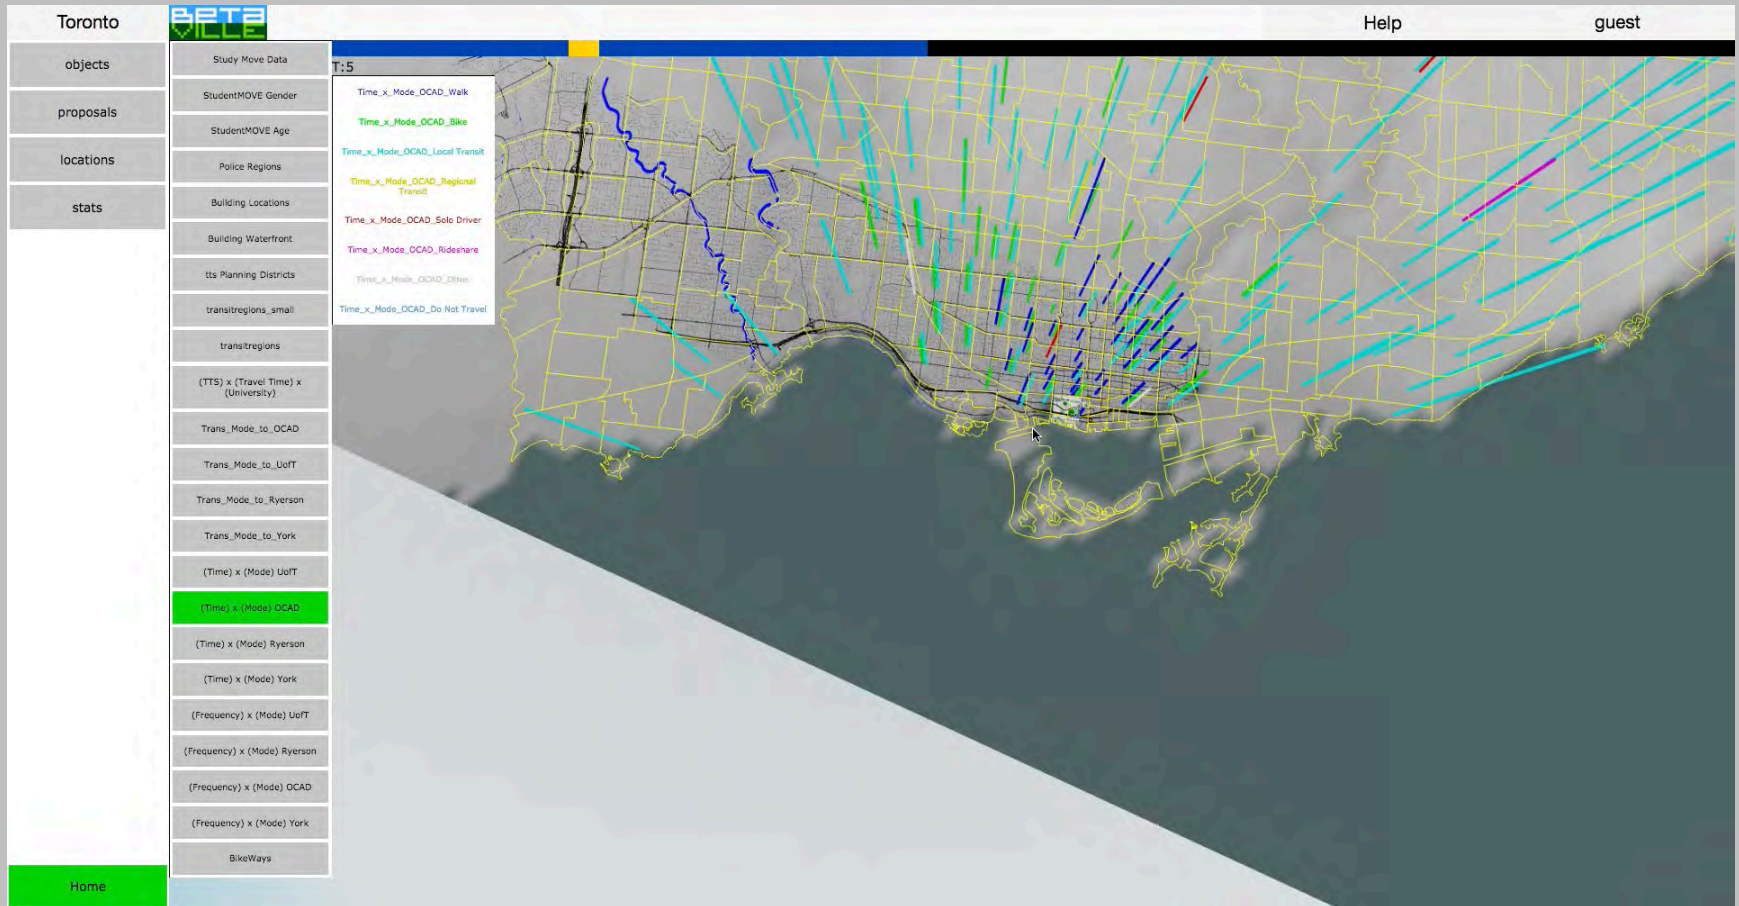 Toronto
BETA
VILLE
Help
guest
objects
proposals
locations
stats
Home
Study Move Data
StudentMOVE Gender
StudentMOVE Age
Police Regions
Building Locations
Building Waterfront
tts Planning Districts
transitregions_small
transitregions
(TTS) x (Travel Time) x
(University)
Trans_Mode_to_OCAD
Trans_Mode_to_UofT
Trans_Mode_to_Ryerson
Trans_Mode_to_York
(Time) x (Mode) UofT
(Time) x (Mode) OCAD
(Time) x (Mode) Ryerson
(Time) x (Mode) York
(Frequency) x (Mode) UofT
(Frequency) x (Mode) Ryerson
(Frequency) x (Mode) OCAD
(Frequency) x (Mode) York
BikeWays
T:5
Time_x_Mode_OCAD_Walk
Time_x_Mode_OCAD_Bike
Time_x_Mode_OCAD_Local Transit
Time_x_Mode_OCAD_Regional
Transit
Time_x_Mode_OCAD_Solo Driver
Time_x_Mode_OCAD_Rideshare
Time_x_Mode_OCAD_Other
Time_x_Mode_OCAD_Do Not Travel